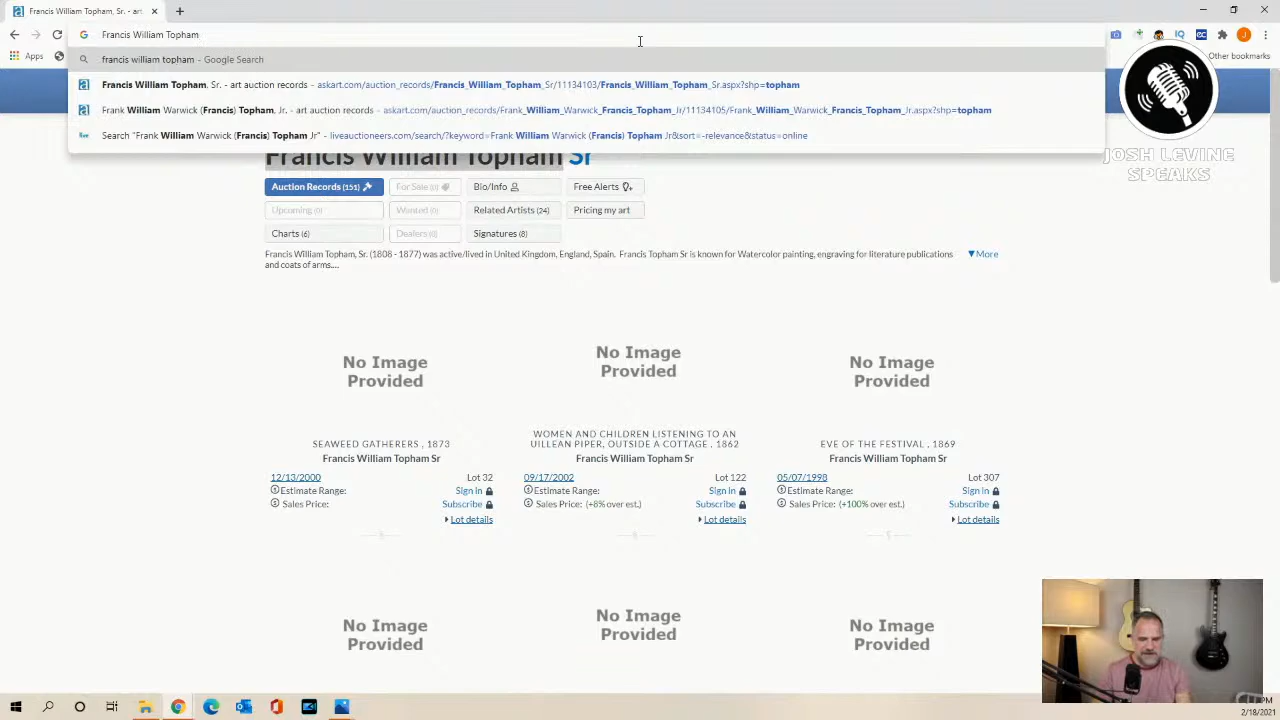 Francis William Topham, Sr. - art
Francis William Topham
Apps
Other bookmarks
francis william topham - Google Search
Francis William Topham, Sr. - art auction records - askart.com/auction_records/Francis_William_Topham_Sr/11134103/Francis_William_Topham_Sr.aspx?shp=topham
Frank William Warwick (Francis) Topham, Jr. - art auction records - askart.com/auction_records/Frank_William_Warwick_Francis_Topham_Jr/11134105/Frank_William_Warwick_Francis_Topham_Jr.aspx?shp=topham
Search "Frank William Warwick (Francis) Topham Jr" - liveauctioneers.com/search/?keyword=Frank William Warwick (Francis) Topham Jr&sort=-relevance&status=online
JOSH LEVINE
SPEAKS
Francis William Topham Sr
Auction Records (151) For Sale (0) Bio/Info Free Alerts
Upcoming (0) Wanted (0) Related Artists (24) Pricing my art
Charts (6) Dealers (0) Signatures (8)
Francis William Topham, Sr. (1808 - 1877) was active/lived in United Kingdom, England, Spain. Francis Topham Sr is known for Watercolor painting, engraving for literature publications
and coats of arms....
▼More
No Image
Provided
No Image
Provided
No Image
Provided
SEAWEED GATHERERS , 1873
Francis William Topham Sr
12/13/2000 Lot 32
Estimate Range: Sign in
Sales Price: Subscribe
Lot details
WOMEN AND CHILDREN LISTENING TO AN
UILLEAN PIPER, OUTSIDE A COTTAGE , 1862
Francis William Topham Sr
09/17/2002 Lot 122
Estimate Range: Sign in
Sales Price: (+8% over est.) Subscribe
Lot details
EVE OF THE FESTIVAL , 1869
Francis William Topham Sr
05/07/1998 Lot 307
Estimate Range: Sign in
Sales Price: (+100% over est.) Subscribe
Lot details
No Image
Provided
No Image
Provided
No Image
Provided
PM
2/18/2021